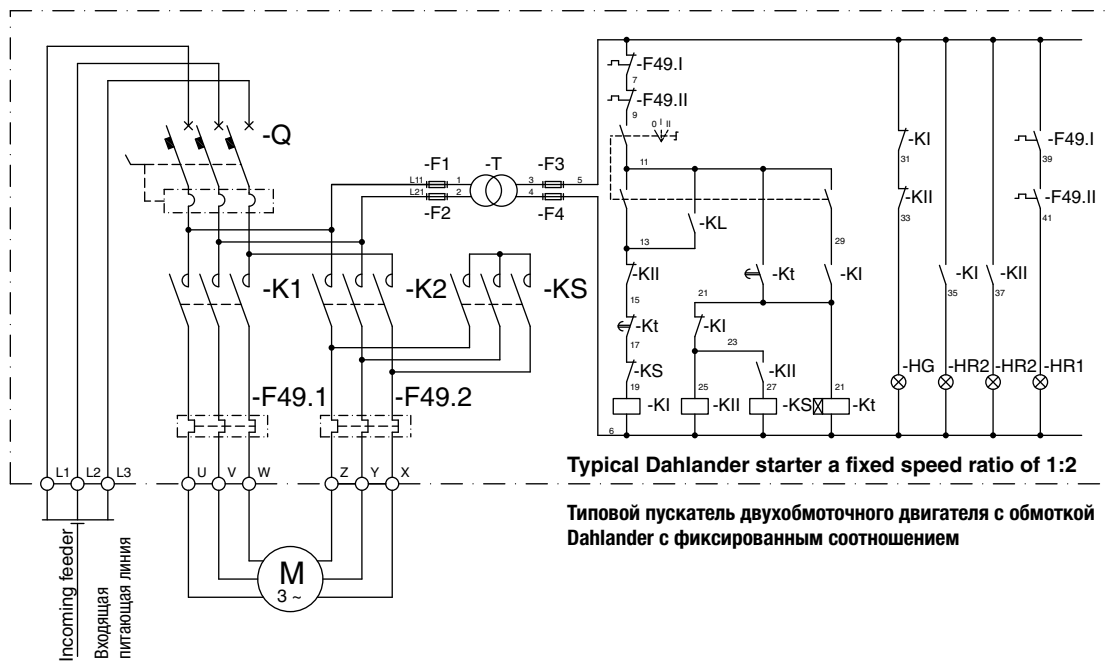 -Q
-F1
-T
-F3
L11
1
3
5
L21
2
4
-F2
-F4
-K1
-K2
-KS
-F49.1
-F49.2
L1
L2
L3
U
V
W
Z
Y
X
M
3 ~
Incoming feeder
Входящая
питающая линия
-F49.I
7
-F49.II
9
0 I II
11
-KL
13
29
-KII
-Kt
-KI
15
21
-Kt
-KI
17
23
-KS
-KII
19
25
27
21
-KI
-KII
-KS
-Kt
6
-KI
31
-KII
33
-KI
35
-KII
37
-F49.I
39
-F49.II
41
-HG
-HR2
-HR2
-HR1
Typical Dahlander starter a fixed speed ratio of 1:2
Типовой пускатель двухобмоточного двигателя с обмоткой
Dahlander с фиксированным соотношением